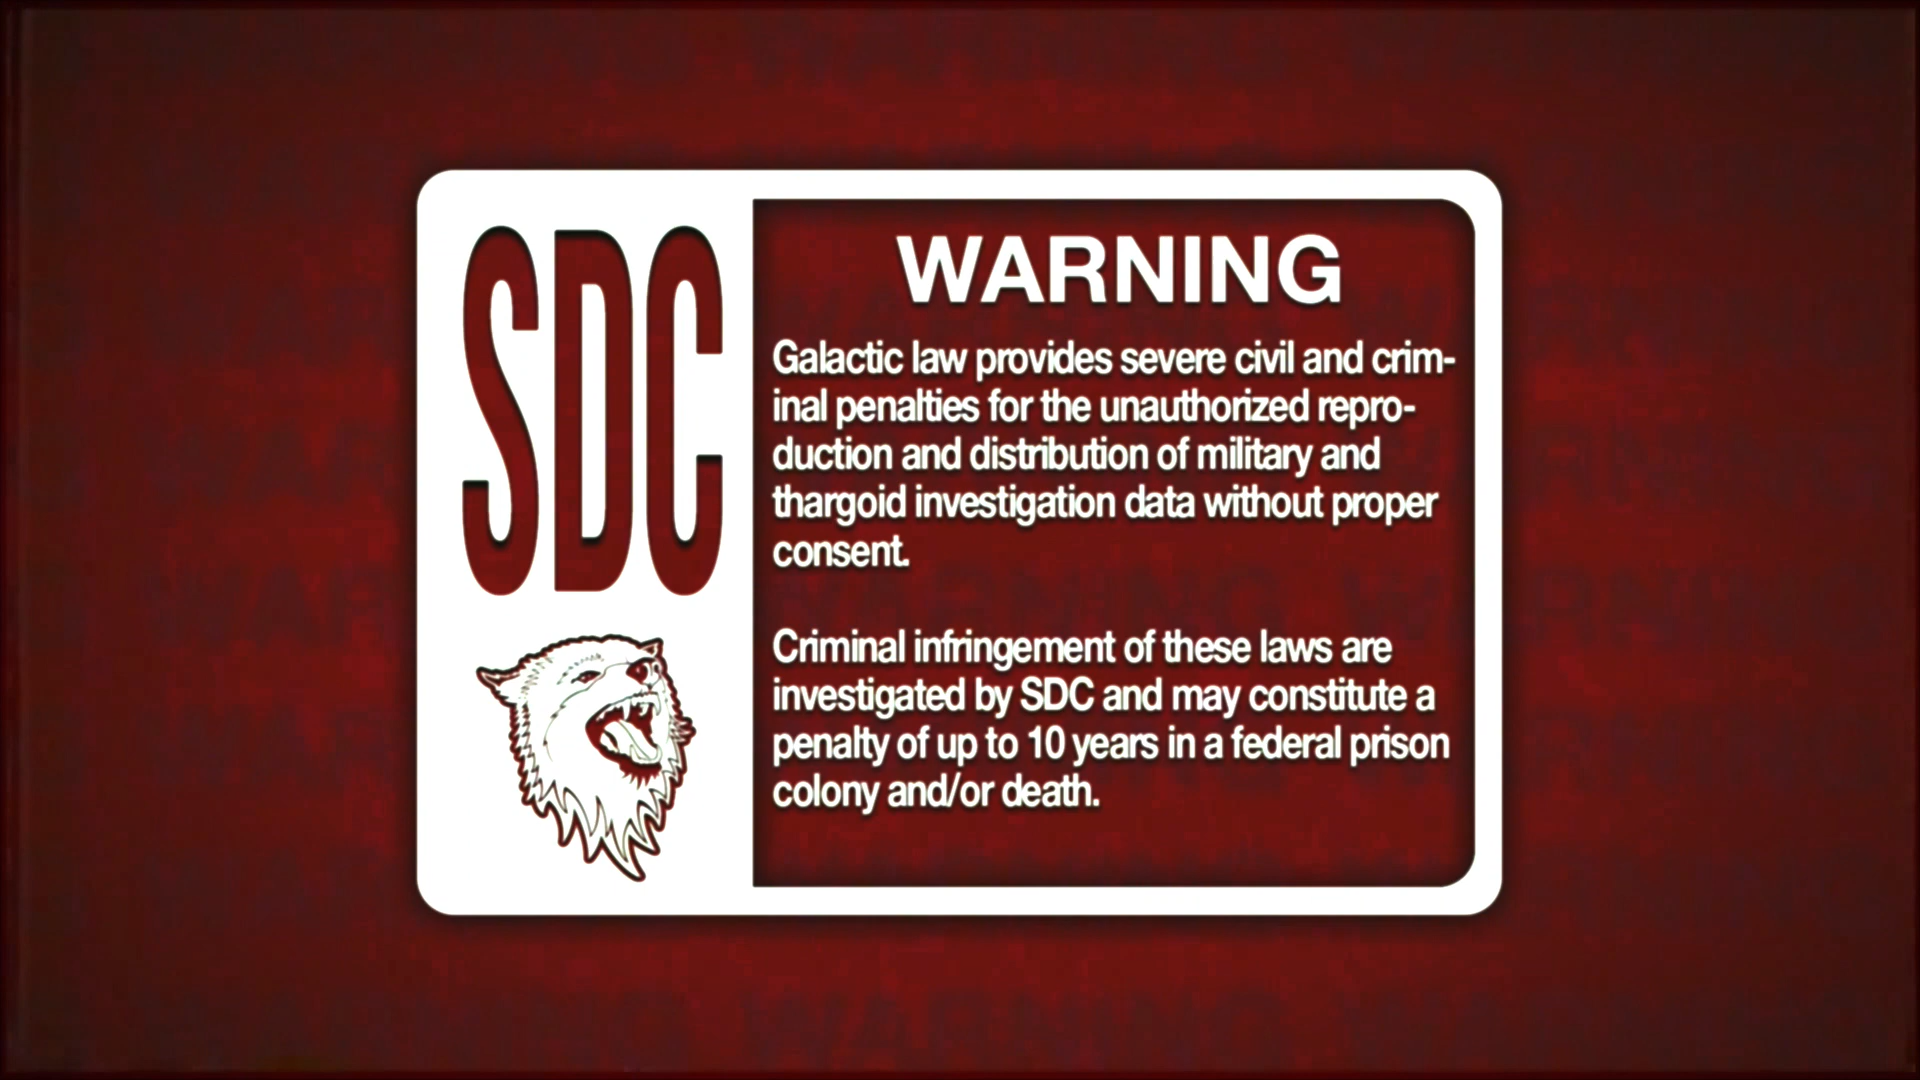 SDC
WARNING
Galactic law provides severe civil and crim-
inal penalties for the unauthorized repro-
duction and distribution of military and
thargoid investigation data without proper
consent.
Criminal infringement of these laws are
investigated by SDC and may constitute a
penalty of up to 10 years in a federal prison
colony and/or death.